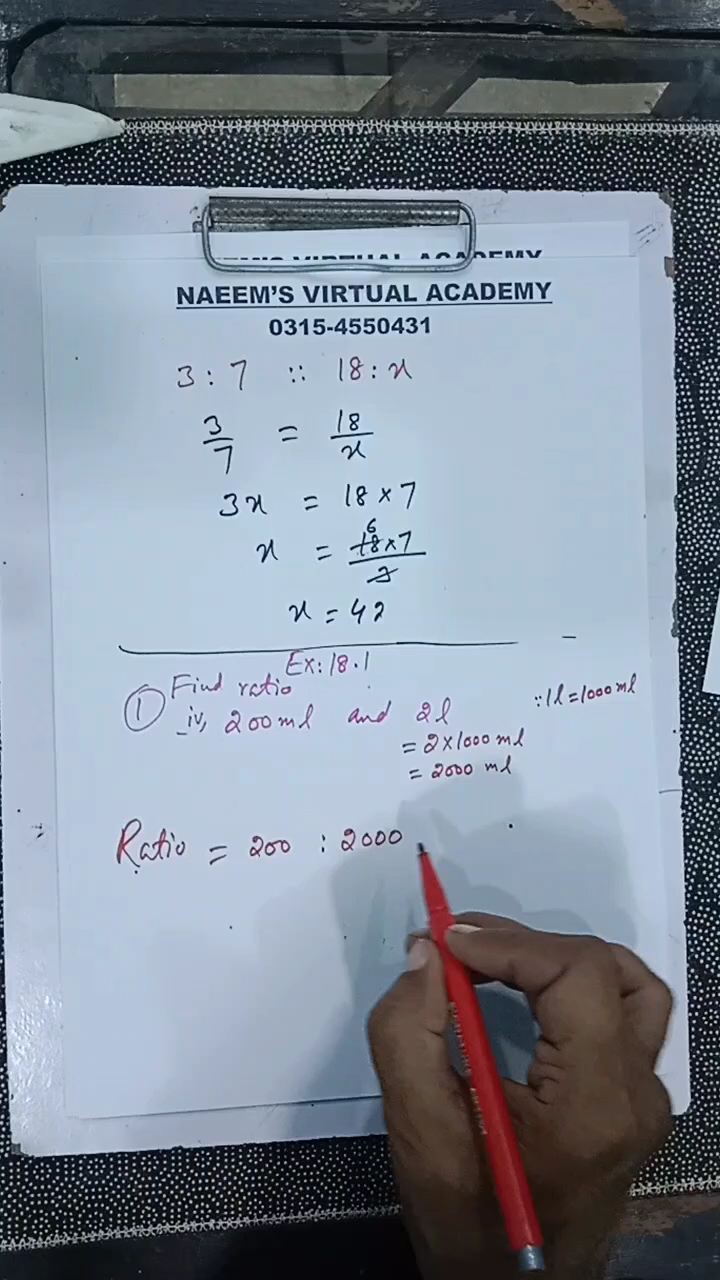 NAEEM'S VIRTUAL ACADEMY
0315-4550431
3 : 7 :: 18 : x
3/7 = 18/x
3x = 18 × 7
6
x = 18×7/3
x = 42
Ex: 18.1
① Find ratio
iv, 200 ml and 2l ∵ 1l = 1000 ml
= 2 × 1000 ml
= 2000 ml
Ratio = 200 : 2000